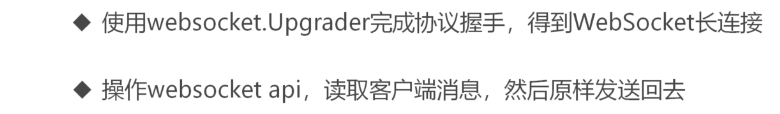 ◆ 使用websocket.Upgrader完成协议握手，得到WebSocket长连接
◆ 操作websocket api，读取客户端消息，然后原样发送回去